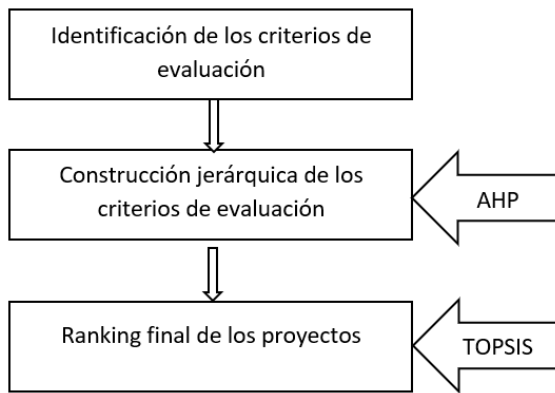 Identificación de los criterios de
evaluación
Construcción jerárquica de los
criterios de evaluación
AHP
Ranking final de los proyectos
TOPSIS